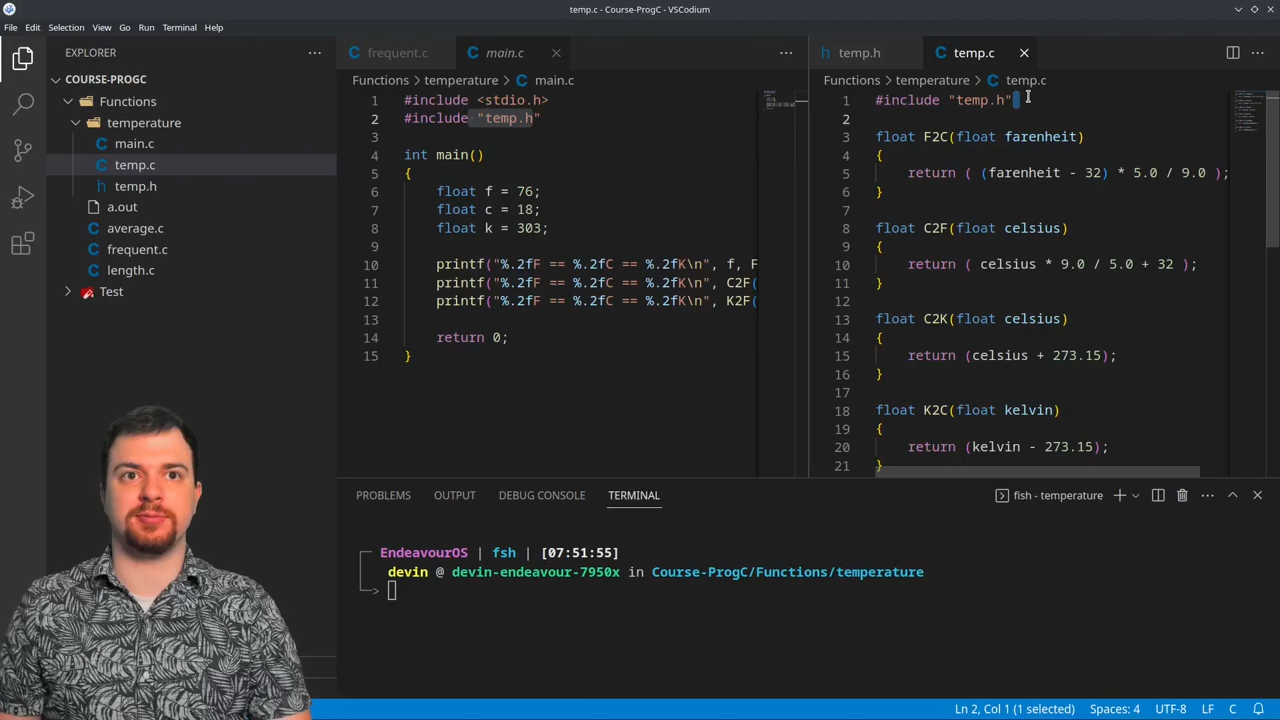 temp.c - Course-ProgC - VSCodium
File Edit Selection View Go Run Terminal Help
EXPLORER
COURSE-PROGC
Functions
temperature
main.c
temp.c
temp.h
a.out
average.c
frequent.c
length.c
Test
frequent.c main.c
Functions temperature main.c
1 #include <stdio.h>
2 #include "temp.h"
3
4 int main()
5 {
6 float f = 76;
7 float c = 18;
8 float k = 303;
9
10 printf("%.2fF == %.2fC == %.2fK\n", f, F
11 printf("%.2fF == %.2fC == %.2fK\n", C2F(
12 printf("%.2fF == %.2fC == %.2fK\n", K2F(
13
14 return 0;
15 }
temp.h temp.c
Functions temperature temp.c
1 #include "temp.h"
2
3 float F2C(float farenheit)
4 {
5 return ( (farenheit - 32) * 5.0 / 9.0 );
6 }
7
8 float C2F(float celsius)
9 {
10 return ( celsius * 9.0 / 5.0 + 32 );
11 }
12
13 float C2K(float celsius)
14 {
15 return (celsius + 273.15);
16 }
17
18 float K2C(float kelvin)
19 {
20 return (kelvin - 273.15);
21 }
PROBLEMS OUTPUT DEBUG CONSOLE TERMINAL
fish - temperature
EndeavourOS | fsh | [07:51:55]
devin @ devin-endeavour-7950x in Course-ProgC/Functions/temperature
Ln 2, Col 1 (1 selected) Spaces: 4 UTF-8 LF C